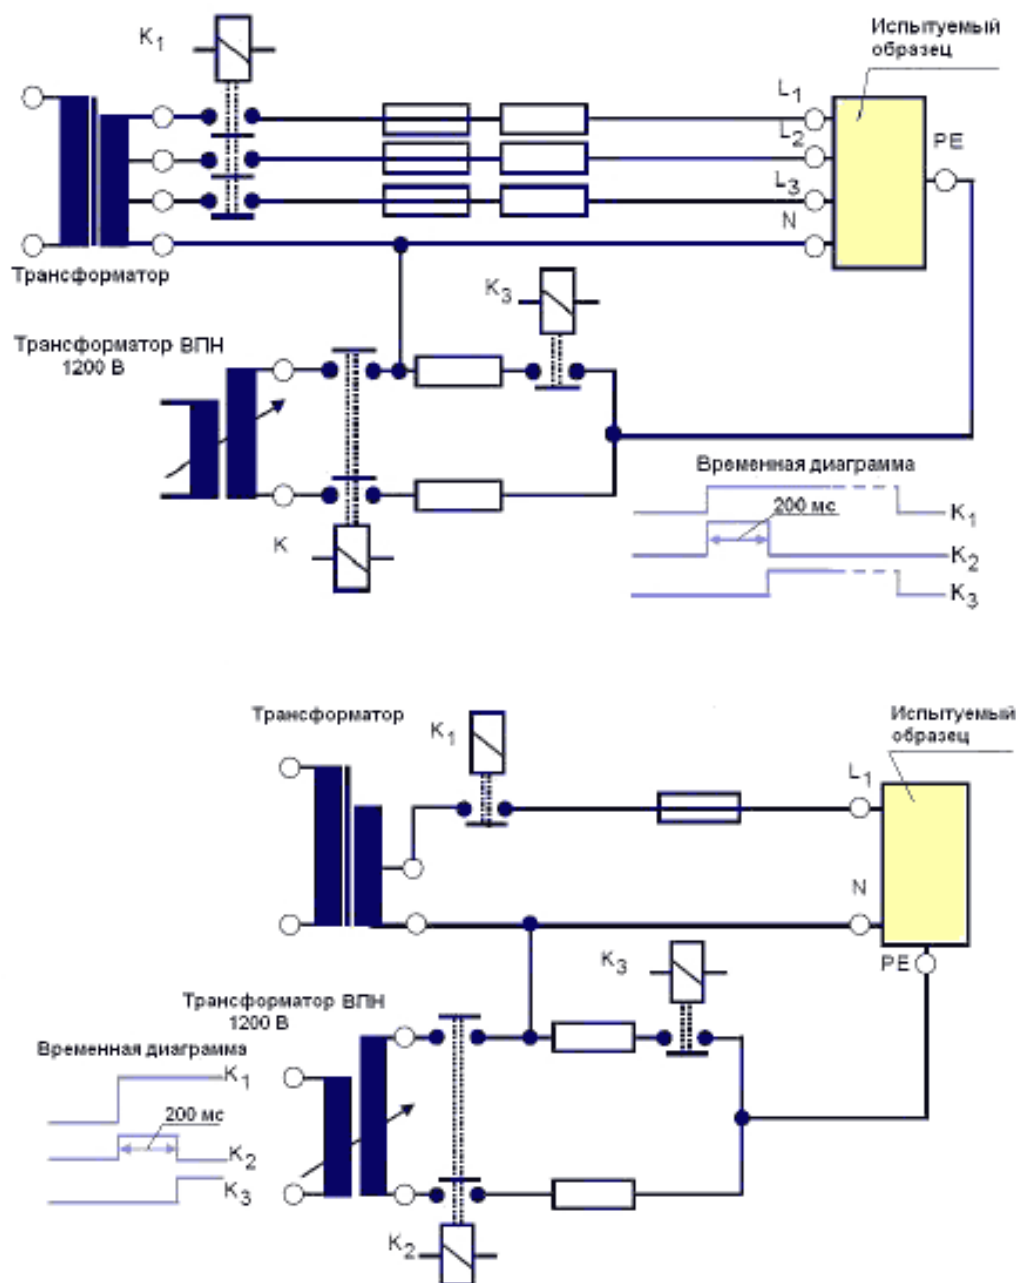 K1
Испытуемый
образец
L1
L2
PE
L3
N
Трансформатор
K3
Трансформатор ВПН
1200 В
Временная диаграмма
200 мс
K1
K
K2
K3
Трансформатор
K1
Испытуемый
образец
L1
N
K3
PE
Трансформатор ВПН
1200 В
Временная диаграмма
K1
200 мс
K2
K3
K2